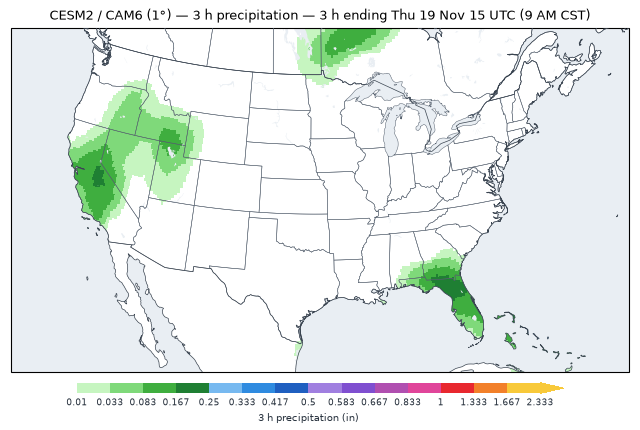 CESM2 / CAM6 (1°) — 3 h precipitation — 3 h ending Thu 19 Nov 15 UTC (9 AM CST)
0.01 0.033 0.083 0.167 0.25 0.333 0.417 0.5 0.583 0.667 0.833 1 1.333 1.667 2.333
3 h precipitation (in)